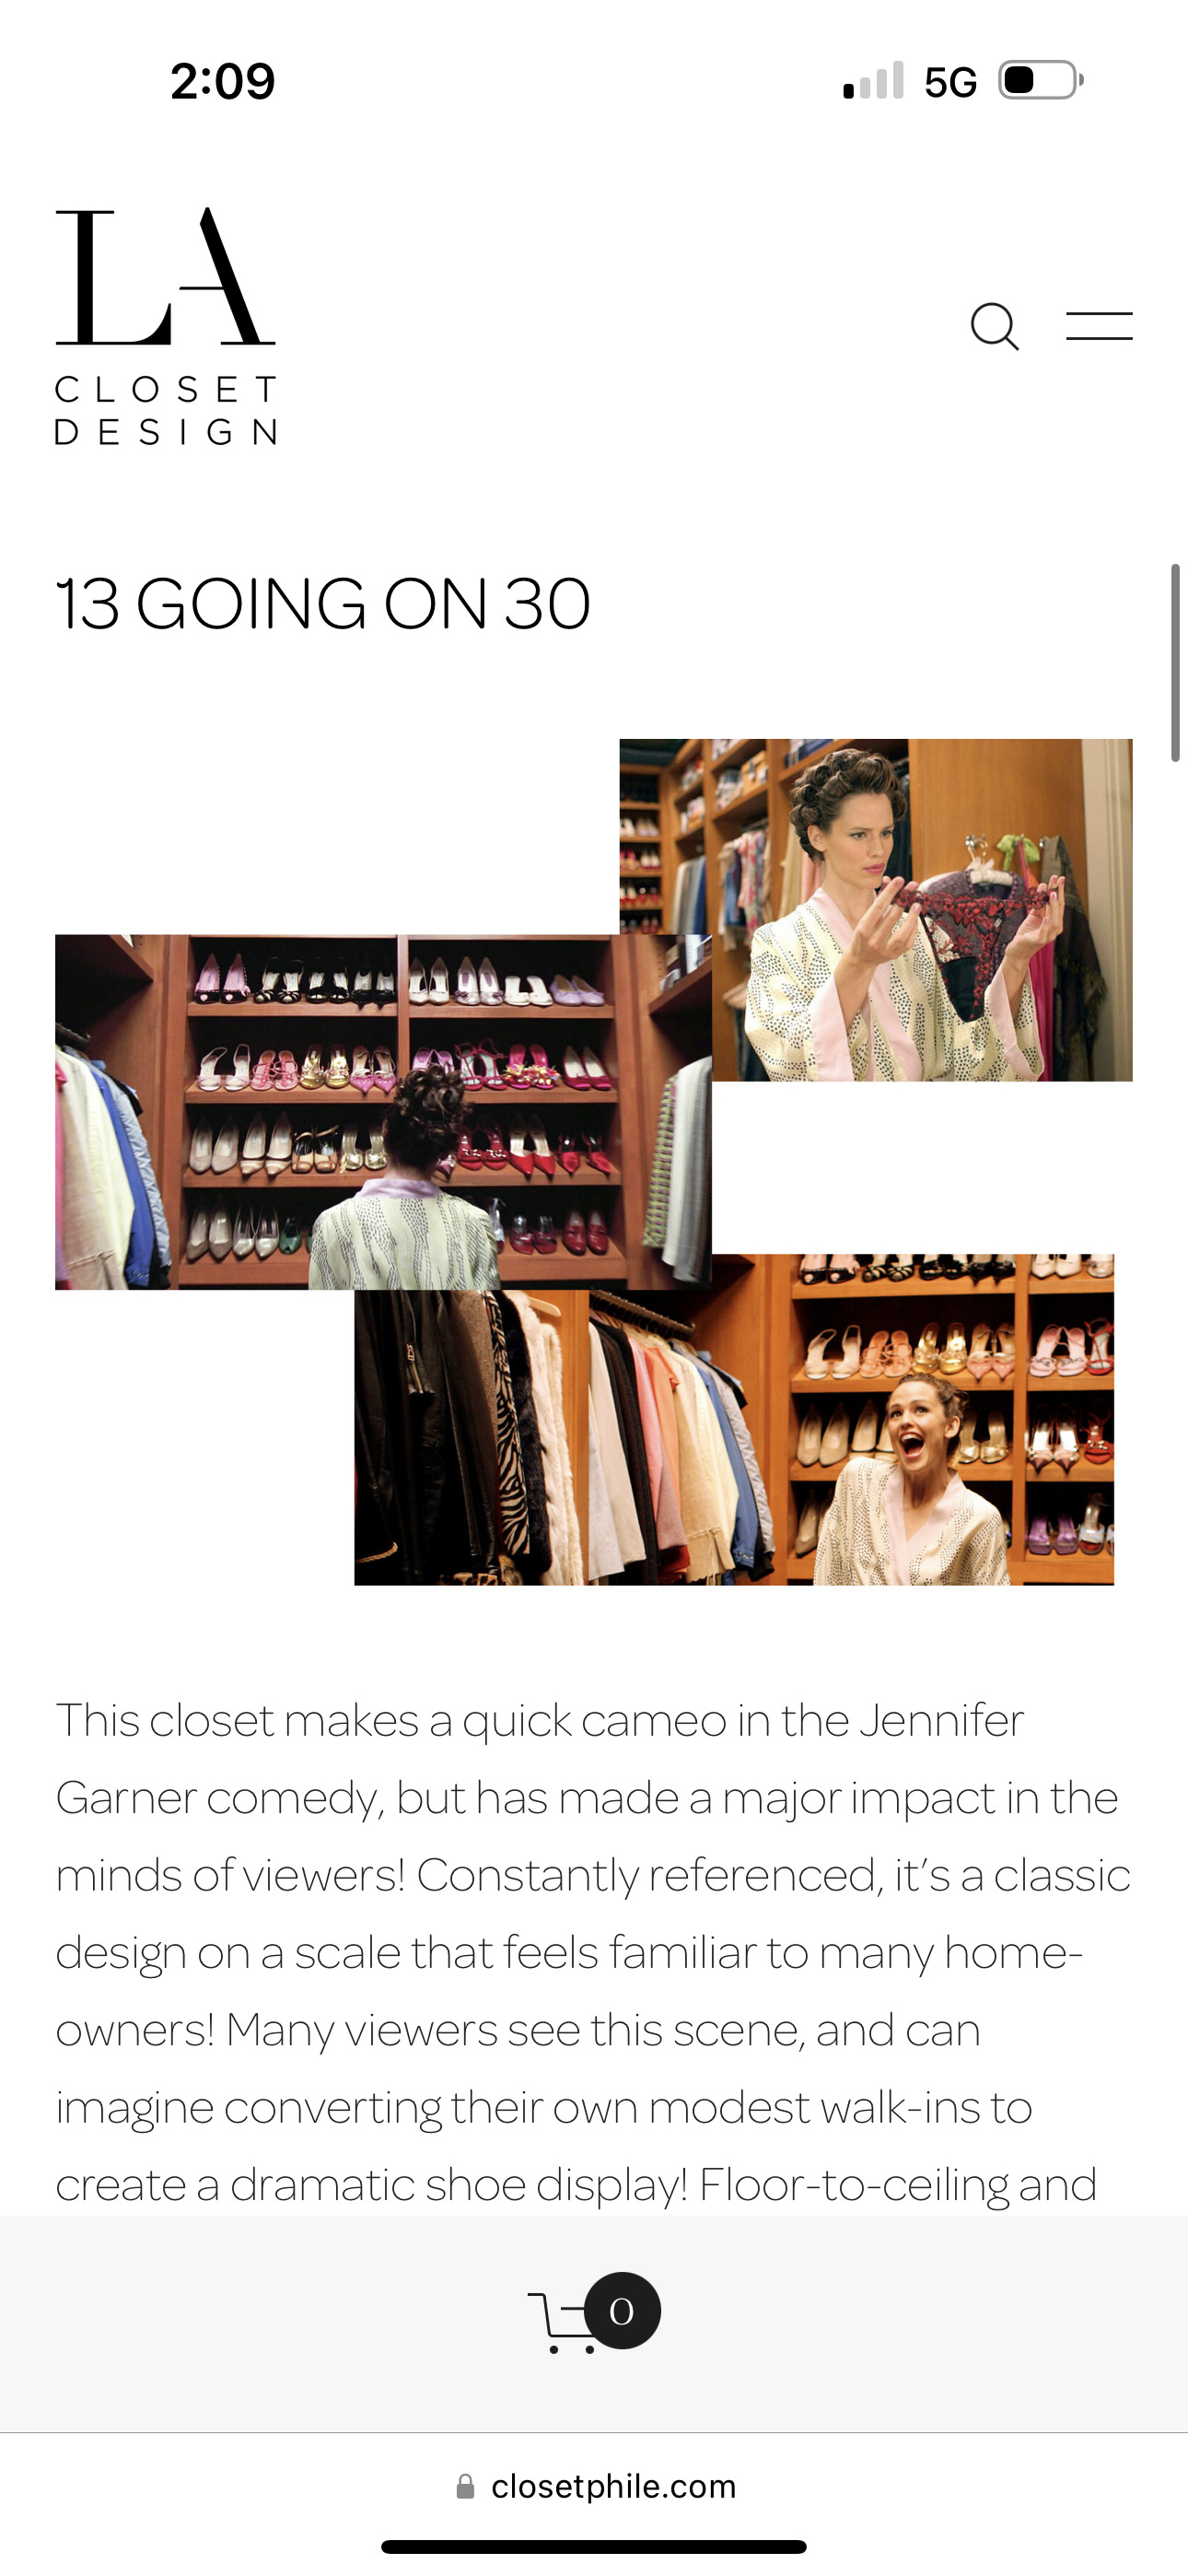 2:09
5G
LA
CLOSET
DESIGN
13 GOING ON 30
This closet makes a quick cameo in the Jennifer
Garner comedy, but has made a major impact in the
minds of viewers! Constantly referenced, it’s a classic
design on a scale that feels familiar to many home-
owners! Many viewers see this scene, and can
imagine converting their own modest walk-ins to
create a dramatic shoe display! Floor-to-ceiling and
0
closetphile.com